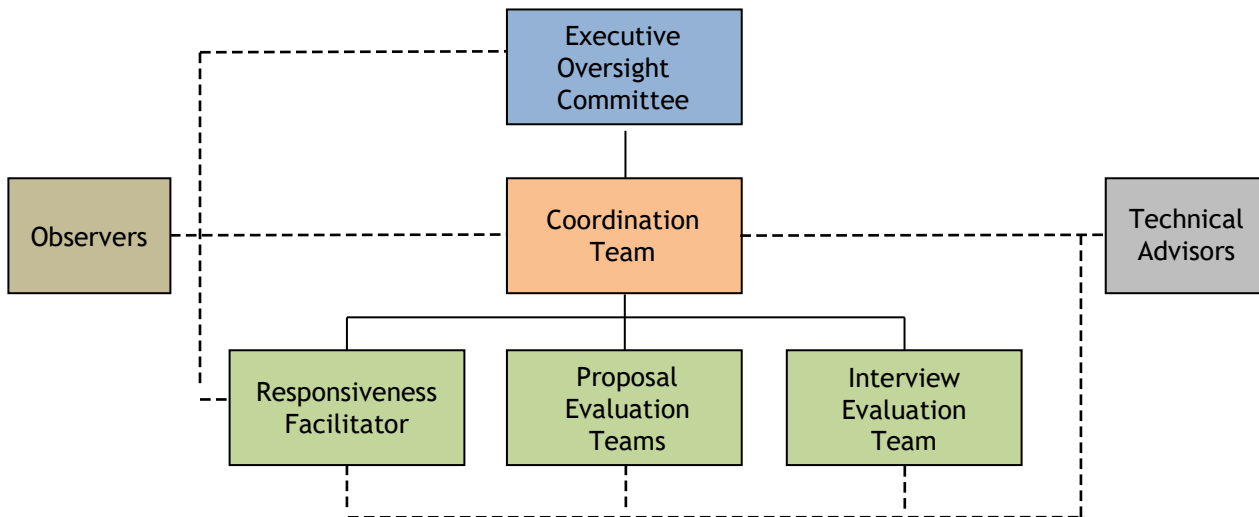 Executive
Oversight
Committee
Observers
Coordination
Team
Technical
Advisors
Responsiveness
Facilitator
Proposal
Evaluation
Teams
Interview
Evaluation
Team